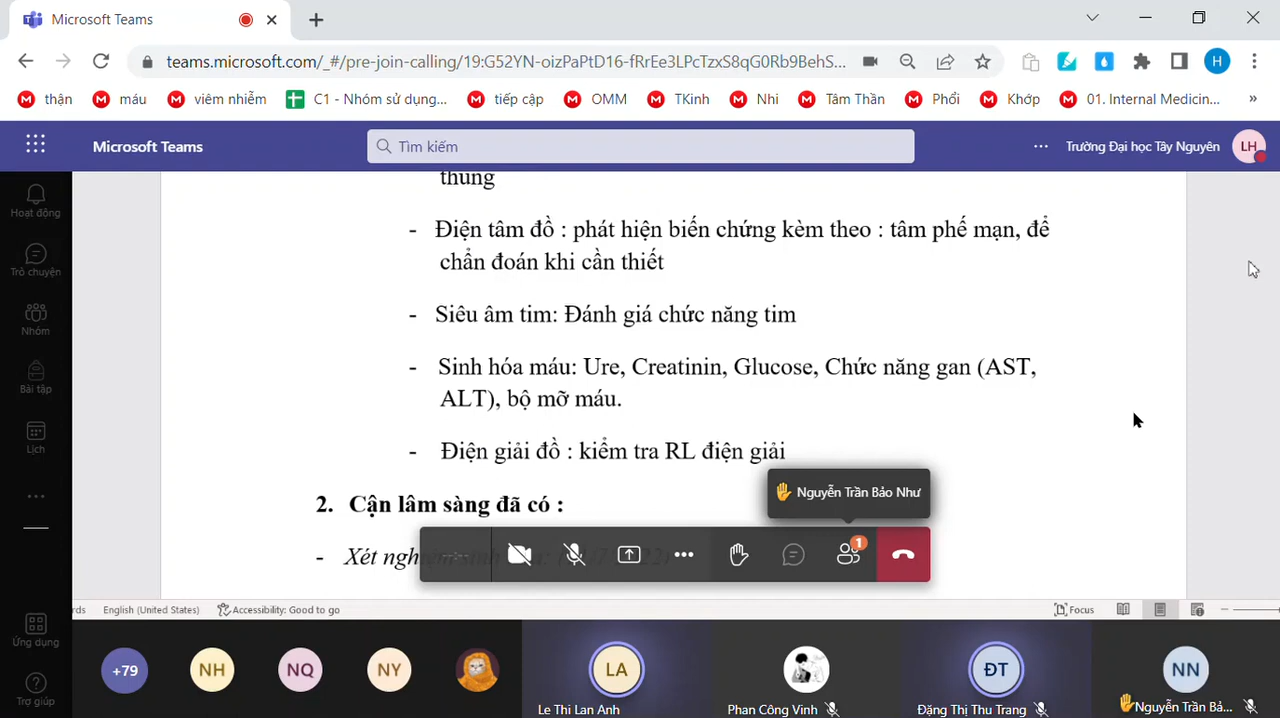 Microsoft Teams
teams.microsoft.com/_#/pre-join-calling/19:G52YN-oizPaPtD16-fRrEe3LPcTzxS8qG0Rb9BehS...
H
thận máu viêm nhiễm C1 - Nhóm sử dụng... tiếp cập OMM TKinh Nhi Tâm Thần Phổi Khớp 01. Internal Medicin... »
Microsoft Teams
Tìm kiếm
Trường Đại học Tây Nguyên
LH
Hoạt động
Trò chuyện
Nhóm
Bài tập
Lịch
Ứng dụng
Trợ giúp
thũng
- Điện tâm đồ : phát hiện biến chứng kèm theo : tâm phế mạn, để
chẩn đoán khi cần thiết
- Siêu âm tim: Đánh giá chức năng tim
- Sinh hóa máu: Ure, Creatinin, Glucose, Chức năng gan (AST,
ALT), bộ mỡ máu.
- Điện giải đồ : kiểm tra RL điện giải
Nguyễn Trần Bảo Như
2. Cận lâm sàng đã có :
1
- Xét
English (United States) Accessibility: Good to go Focus
+79 NH NQ NY LA ĐT NN
Le Thi Lan Anh Phan Công Vinh Đặng Thị Thu Trang Nguyễn Trần Bả...